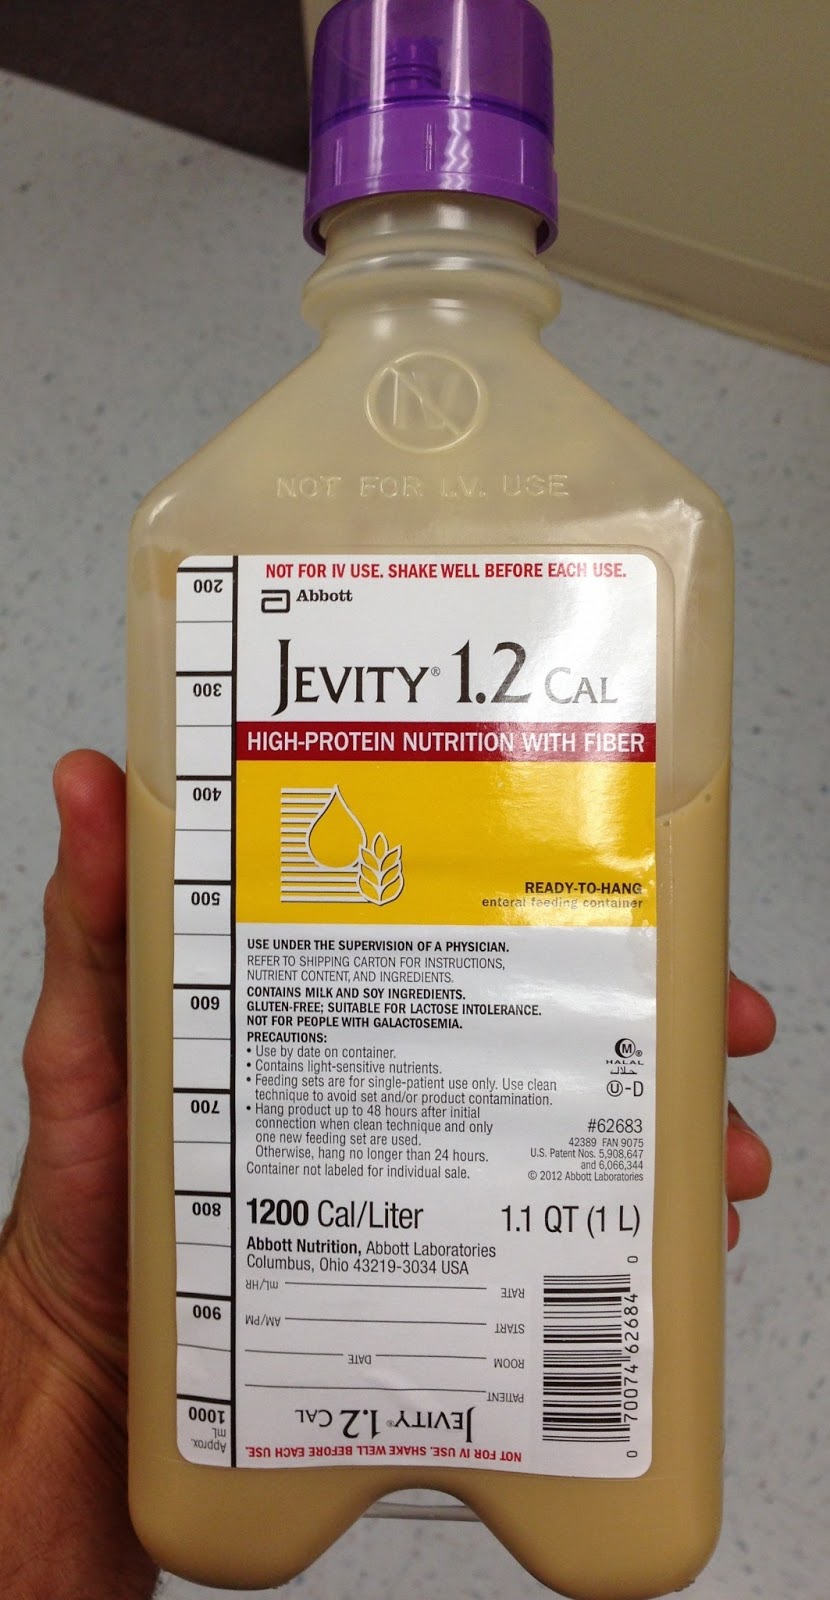 NOT FOR I.V. USE
NOT FOR IV USE. SHAKE WELL BEFORE EACH USE.
Abbott
JEVITY® 1.2 CAL
HIGH-PROTEIN NUTRITION WITH FIBER
READY-TO-HANG
enteral feeding container
USE UNDER THE SUPERVISION OF A PHYSICIAN.
REFER TO SHIPPING CARTON FOR INSTRUCTIONS,
NUTRIENT CONTENT, AND INGREDIENTS.
CONTAINS MILK AND SOY INGREDIENTS.
GLUTEN-FREE; SUITABLE FOR LACTOSE INTOLERANCE.
NOT FOR PEOPLE WITH GALACTOSEMIA.
PRECAUTIONS:
• Use by date on container.
• Contains light-sensitive nutrients.
• Feeding sets are for single-patient use only. Use clean
technique to avoid set and/or product contamination.
• Hang product up to 48 hours after initial
connection when clean technique and only
one new feeding set are used.
Otherwise, hang no longer than 24 hours.
Container not labeled for individual sale.
M®
HALAL
حلال
U-D
#62683
42389 FAN 9075
U.S. Patent Nos. 5,908,647
and 6,066,344
© 2012 Abbott Laboratories
1200 Cal/Liter
1.1 QT (1 L)
Abbott Nutrition, Abbott Laboratories
Columbus, Ohio 43219-3034 USA
0 70074 62684 0
NOT FOR IV USE. SHAKE WELL BEFORE EACH USE.
JEVITY® 1.2 CAL
PATIENT
ROOM DATE
START AM/PM
RATE mL/HR
Approx.
mL
1000
900
800
700
600
500
400
300
200